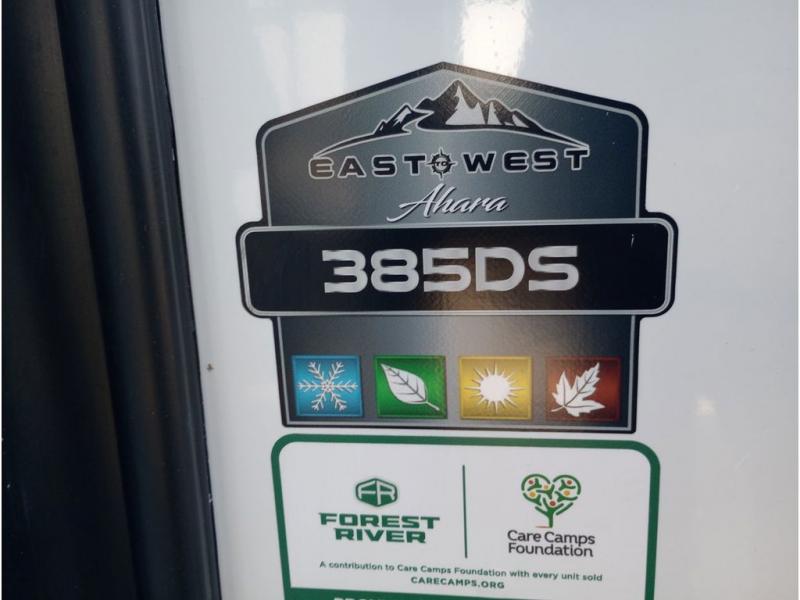 EAST TO WEST
Ahara
385DS
FR
FOREST
RIVER
Care Camps
Foundation
A contribution to Care Camps Foundation with every unit sold
CARECAMPS.ORG